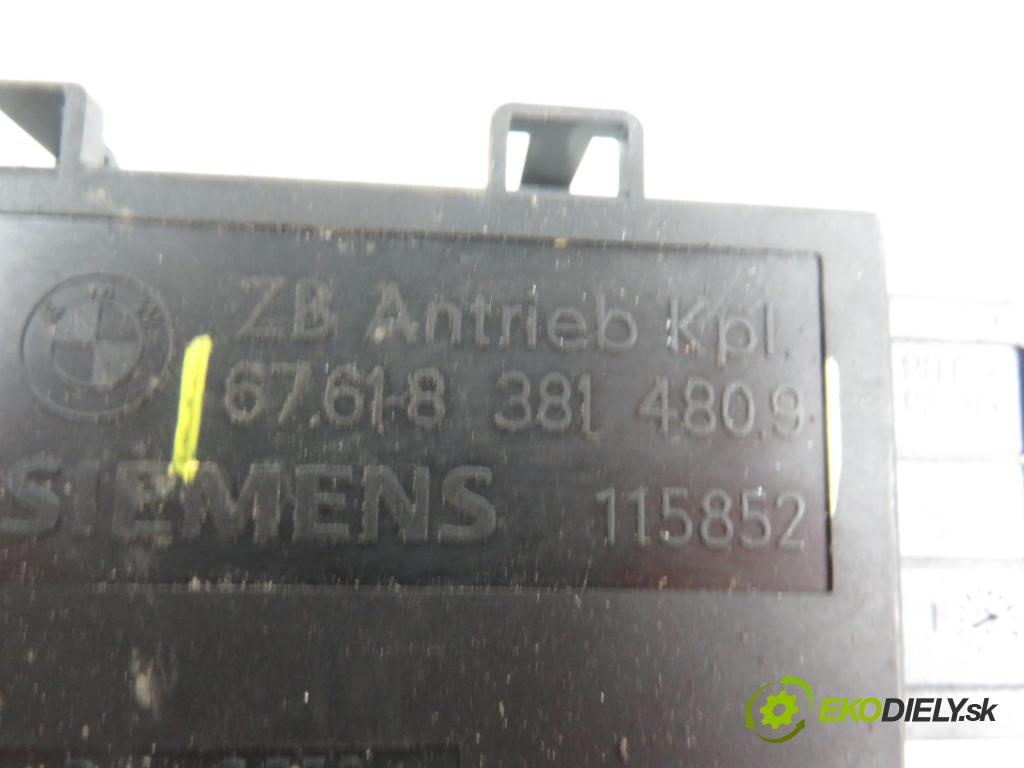 ZB Antrieb Kpl.
67.61-8 381 480.9
SIEMENS
115852
EKODIELY.sk